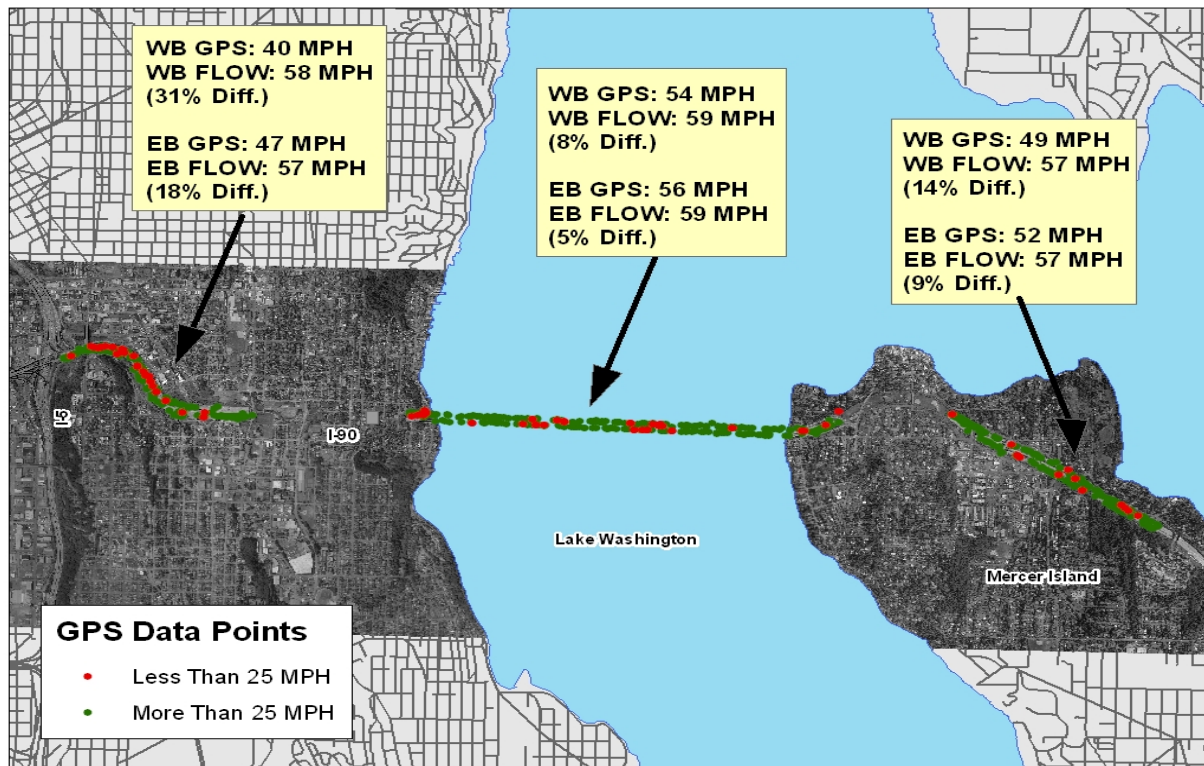 WB GPS: 40 MPH
WB FLOW: 58 MPH
(31% Diff.)
EB GPS: 47 MPH
EB FLOW: 57 MPH
(18% Diff.)
WB GPS: 54 MPH
WB FLOW: 59 MPH
(8% Diff.)
EB GPS: 56 MPH
EB FLOW: 59 MPH
(5% Diff.)
WB GPS: 49 MPH
WB FLOW: 57 MPH
(14% Diff.)
EB GPS: 52 MPH
EB FLOW: 57 MPH
(9% Diff.)
I-5
I-90
Lake Washington
Mercer Island
GPS Data Points
Less Than 25 MPH
More Than 25 MPH